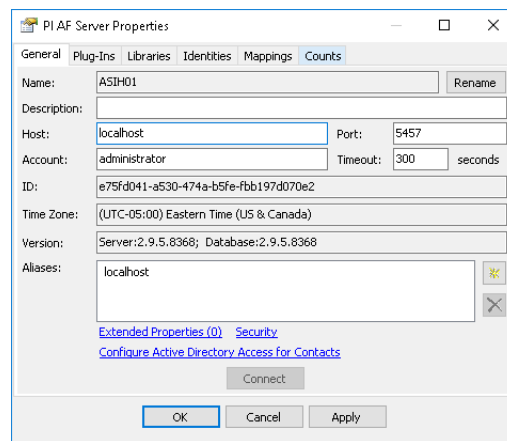 PI AF Server Properties
General Plug-Ins Libraries Identities Mappings Counts
Name: ASIH01 Rename
Description:
Host: localhost Port: 5457
Account: administrator Timeout: 300 seconds
ID: e75fd041-a530-474a-b5fe-fbb197d070e2
Time Zone: (UTC-05:00) Eastern Time (US & Canada)
Version: Server:2.9.5.8368; Database:2.9.5.8368
Aliases: localhost
Extended Properties (0) Security
Configure Active Directory Access for Contacts
Connect
OK Cancel Apply